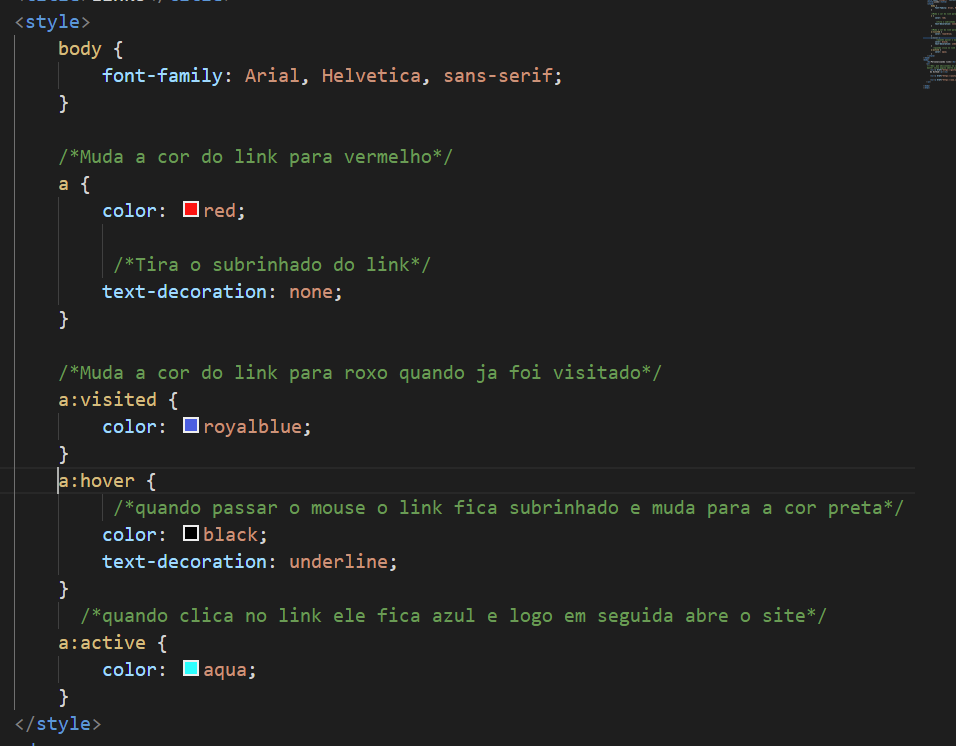 <style>
body {
font-family: Arial, Helvetica, sans-serif;
}
/*Muda a cor do link para vermelho*/
a {
color: red;
/*Tira o subrinhado do link*/
text-decoration: none;
}
/*Muda a cor do link para roxo quando ja foi visitado*/
a:visited {
color: royalblue;
}
a:hover {
/*quando passar o mouse o link fica subrinhado e muda para a cor preta*/
color: black;
text-decoration: underline;
}
/*quando clica no link ele fica azul e logo em seguida abre o site*/
a:active {
color: aqua;
}
</style>